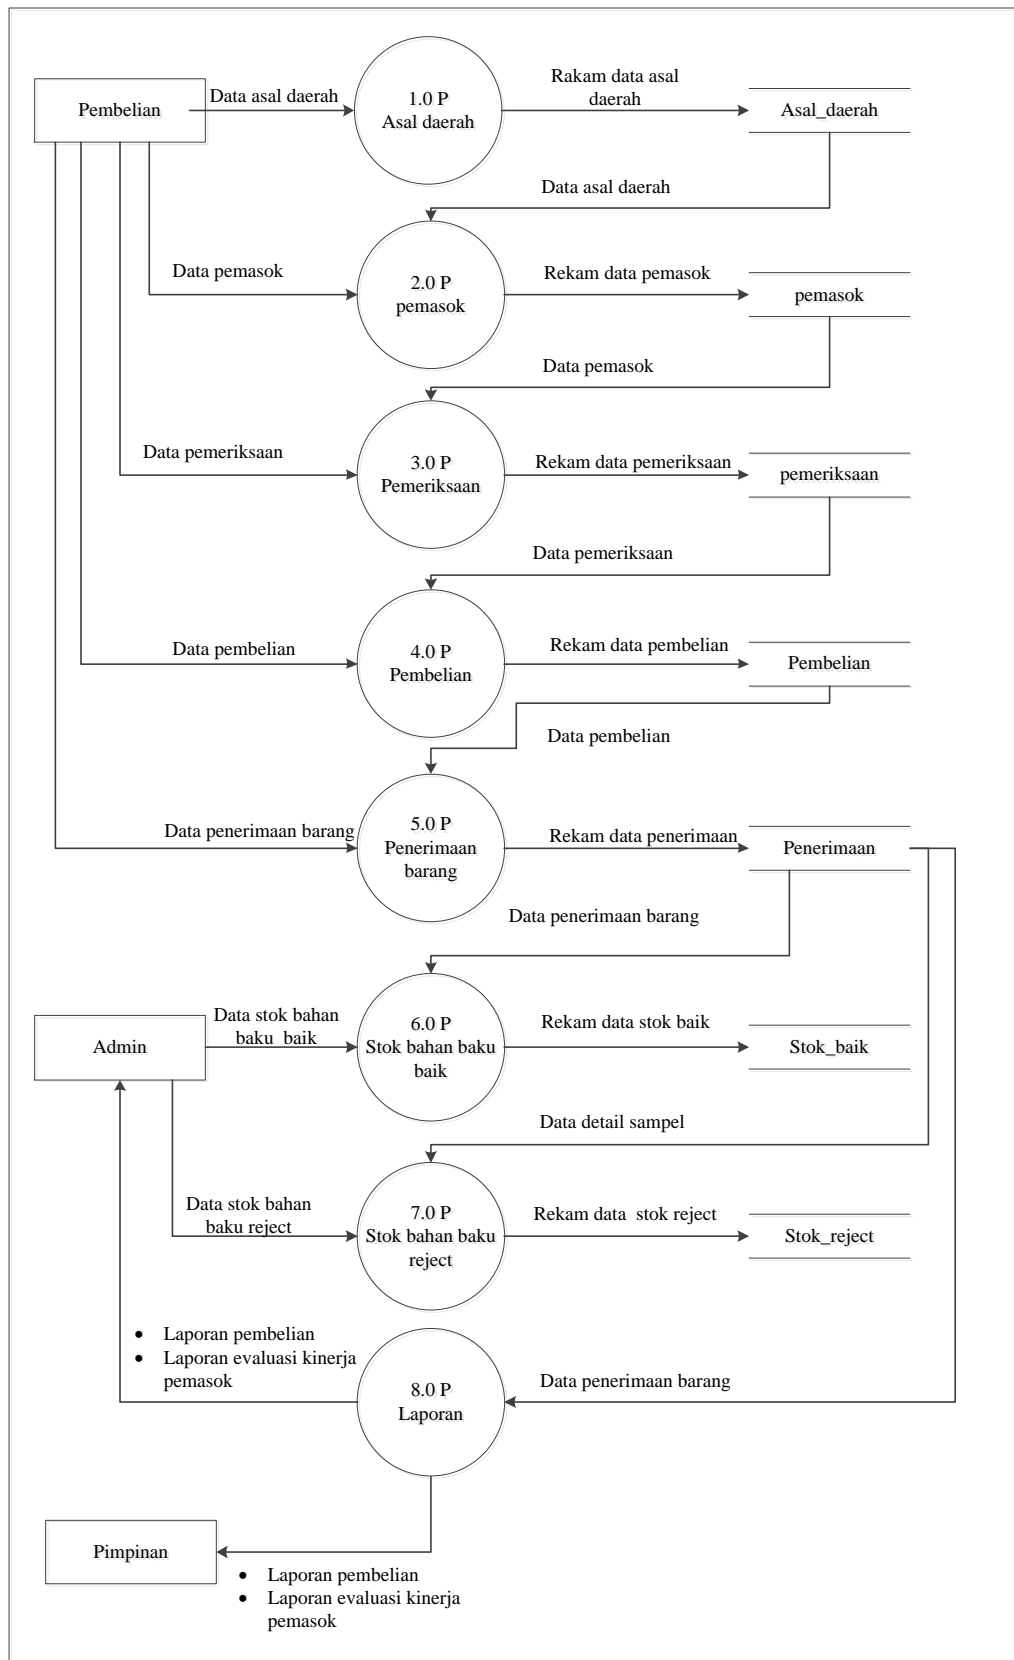 Pembelian
Data asal daerah
1.0 P
Asal daerah
Rakam data asal
daerah
Asal_daerah
Data asal daerah
Data pemasok
2.0 P
pemasok
Rekam data pemasok
pemasok
Data pemasok
Data pemeriksaan
3.0 P
Pemeriksaan
Rekam data pemeriksaan
pemeriksaan
Data pemeriksaan
Data pembelian
4.0 P
Pembelian
Rekam data pembelian
Pembelian
Data pembelian
Data penerimaan barang
5.0 P
Penerimaan
barang
Rekam data penerimaan
Penerimaan
Data penerimaan barang
Admin
Data stok bahan
baku  baik
6.0 P
Stok bahan baku
baik
Rekam data stok baik
Stok_baik
Data detail sampel
Data stok bahan
baku reject
7.0 P
Stok bahan baku
reject
Rekam data  stok reject
Stok_reject
• Laporan pembelian
• Laporan evaluasi kinerja
pemasok
8.0 P
Laporan
Data penerimaan barang
Pimpinan
• Laporan pembelian
• Laporan evaluasi kinerja
pemasok